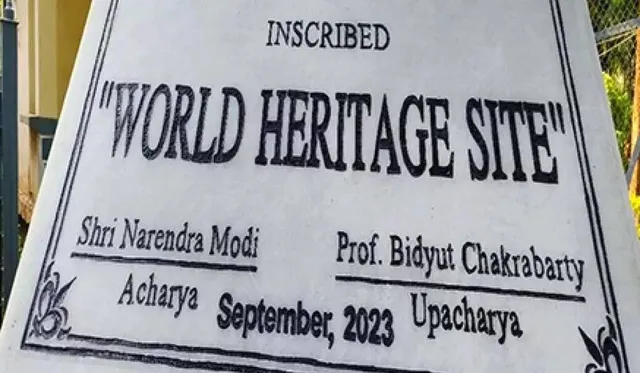 INSCRIBED
"WORLD HERITAGE SITE"
Shri Narendra Modi Prof. Bidyut Chakrabarty
Acharya Upacharya
September, 2023